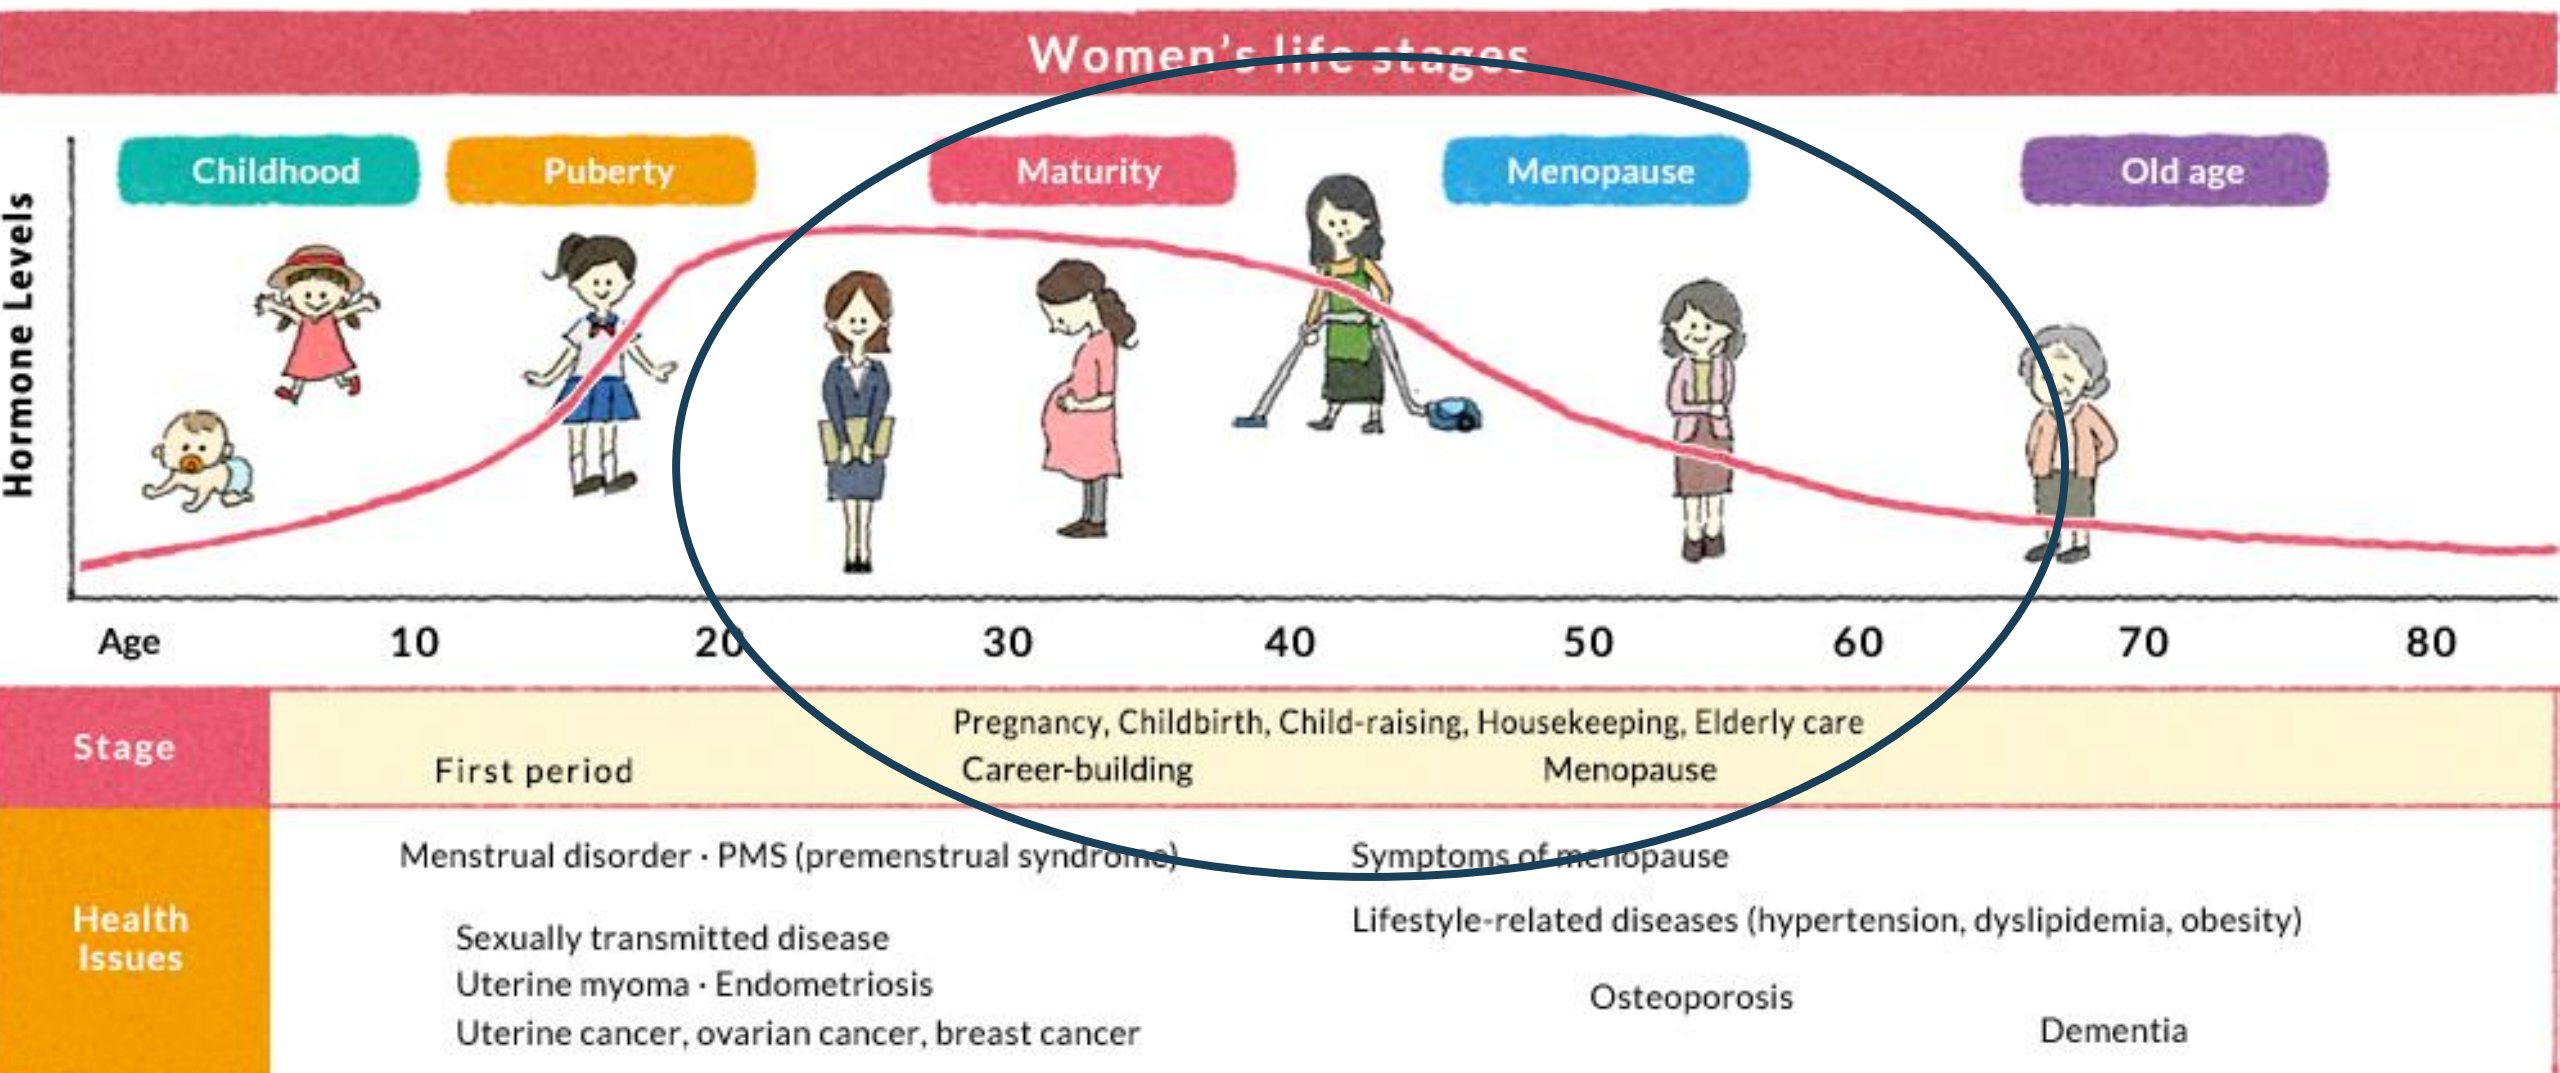 Women's life stages
Childhood
Puberty
Maturity
Menopause
Old age
Hormone Levels
Age 10 20 30 40 50 60 70 80
Stage
Pregnancy, Childbirth, Child-raising, Housekeeping, Elderly care
First period
Career-building
Menopause
Health
Issues
Menstrual disorder · PMS (premenstrual syndrome)
Symptoms of menopause
Sexually transmitted disease
Lifestyle-related diseases (hypertension, dyslipidemia, obesity)
Uterine myoma · Endometriosis
Osteoporosis
Uterine cancer, ovarian cancer, breast cancer
Dementia